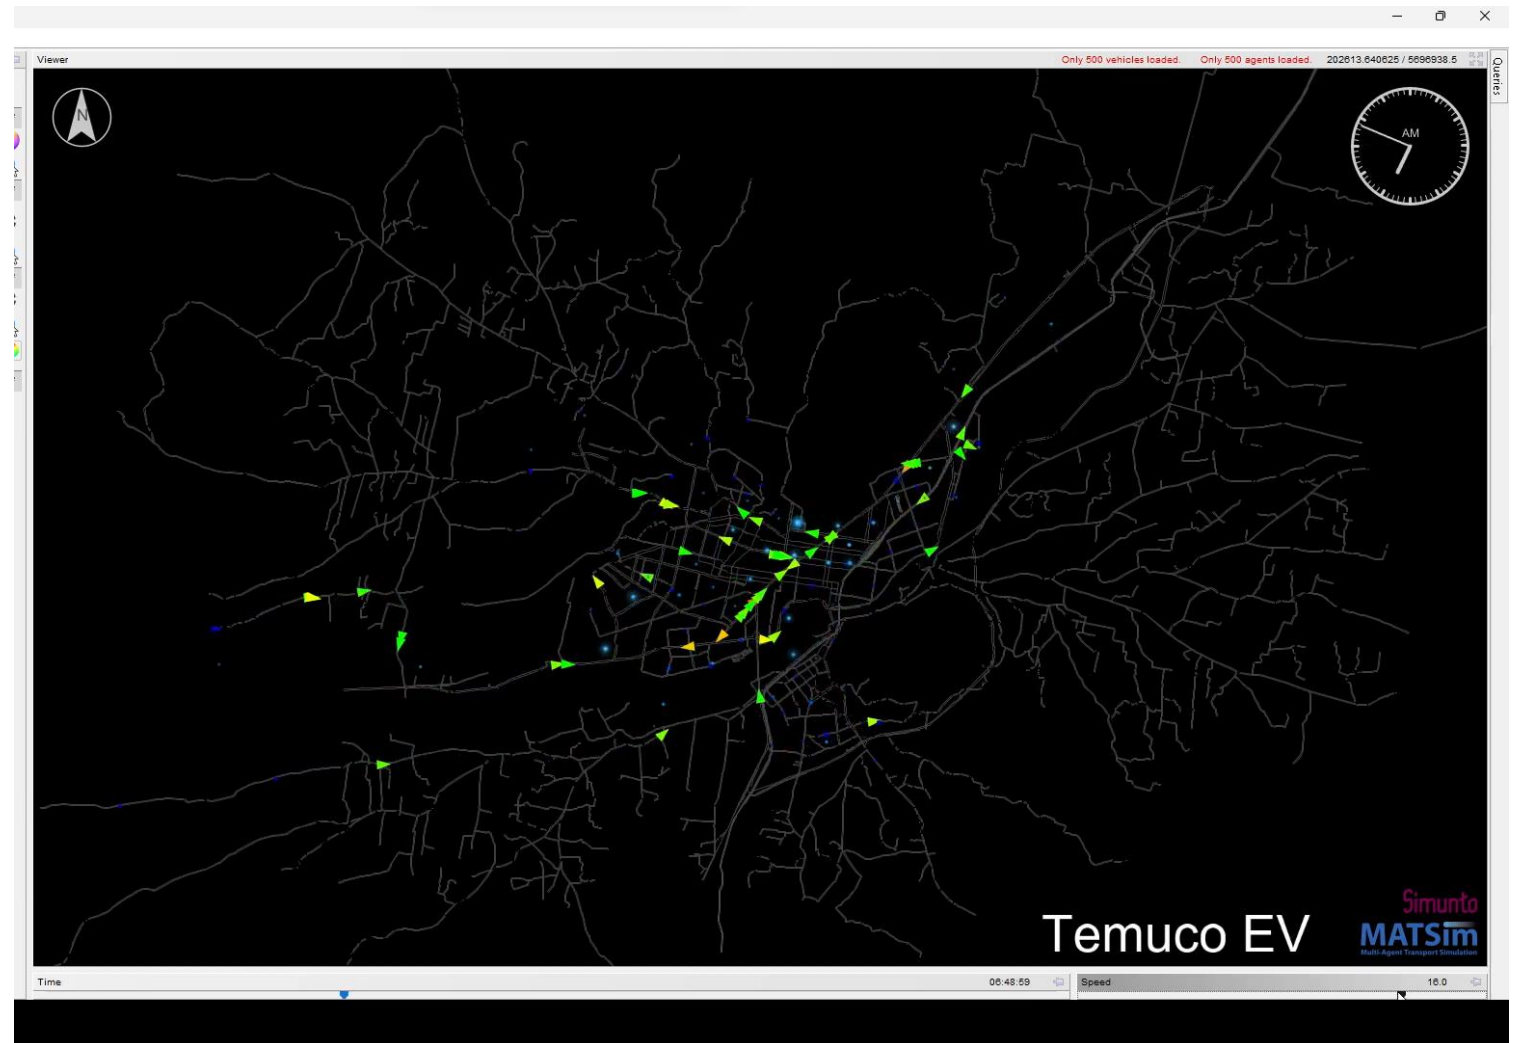 Viewer
Only 500 vehicles loaded. Only 500 agents loaded. 202613.640625 / 5696938.5
Queries
N
AM
Temuco EV
Simunto
MATSim
Multi-Agent Transport Simulation
Time 06:48:59
Speed 16.0